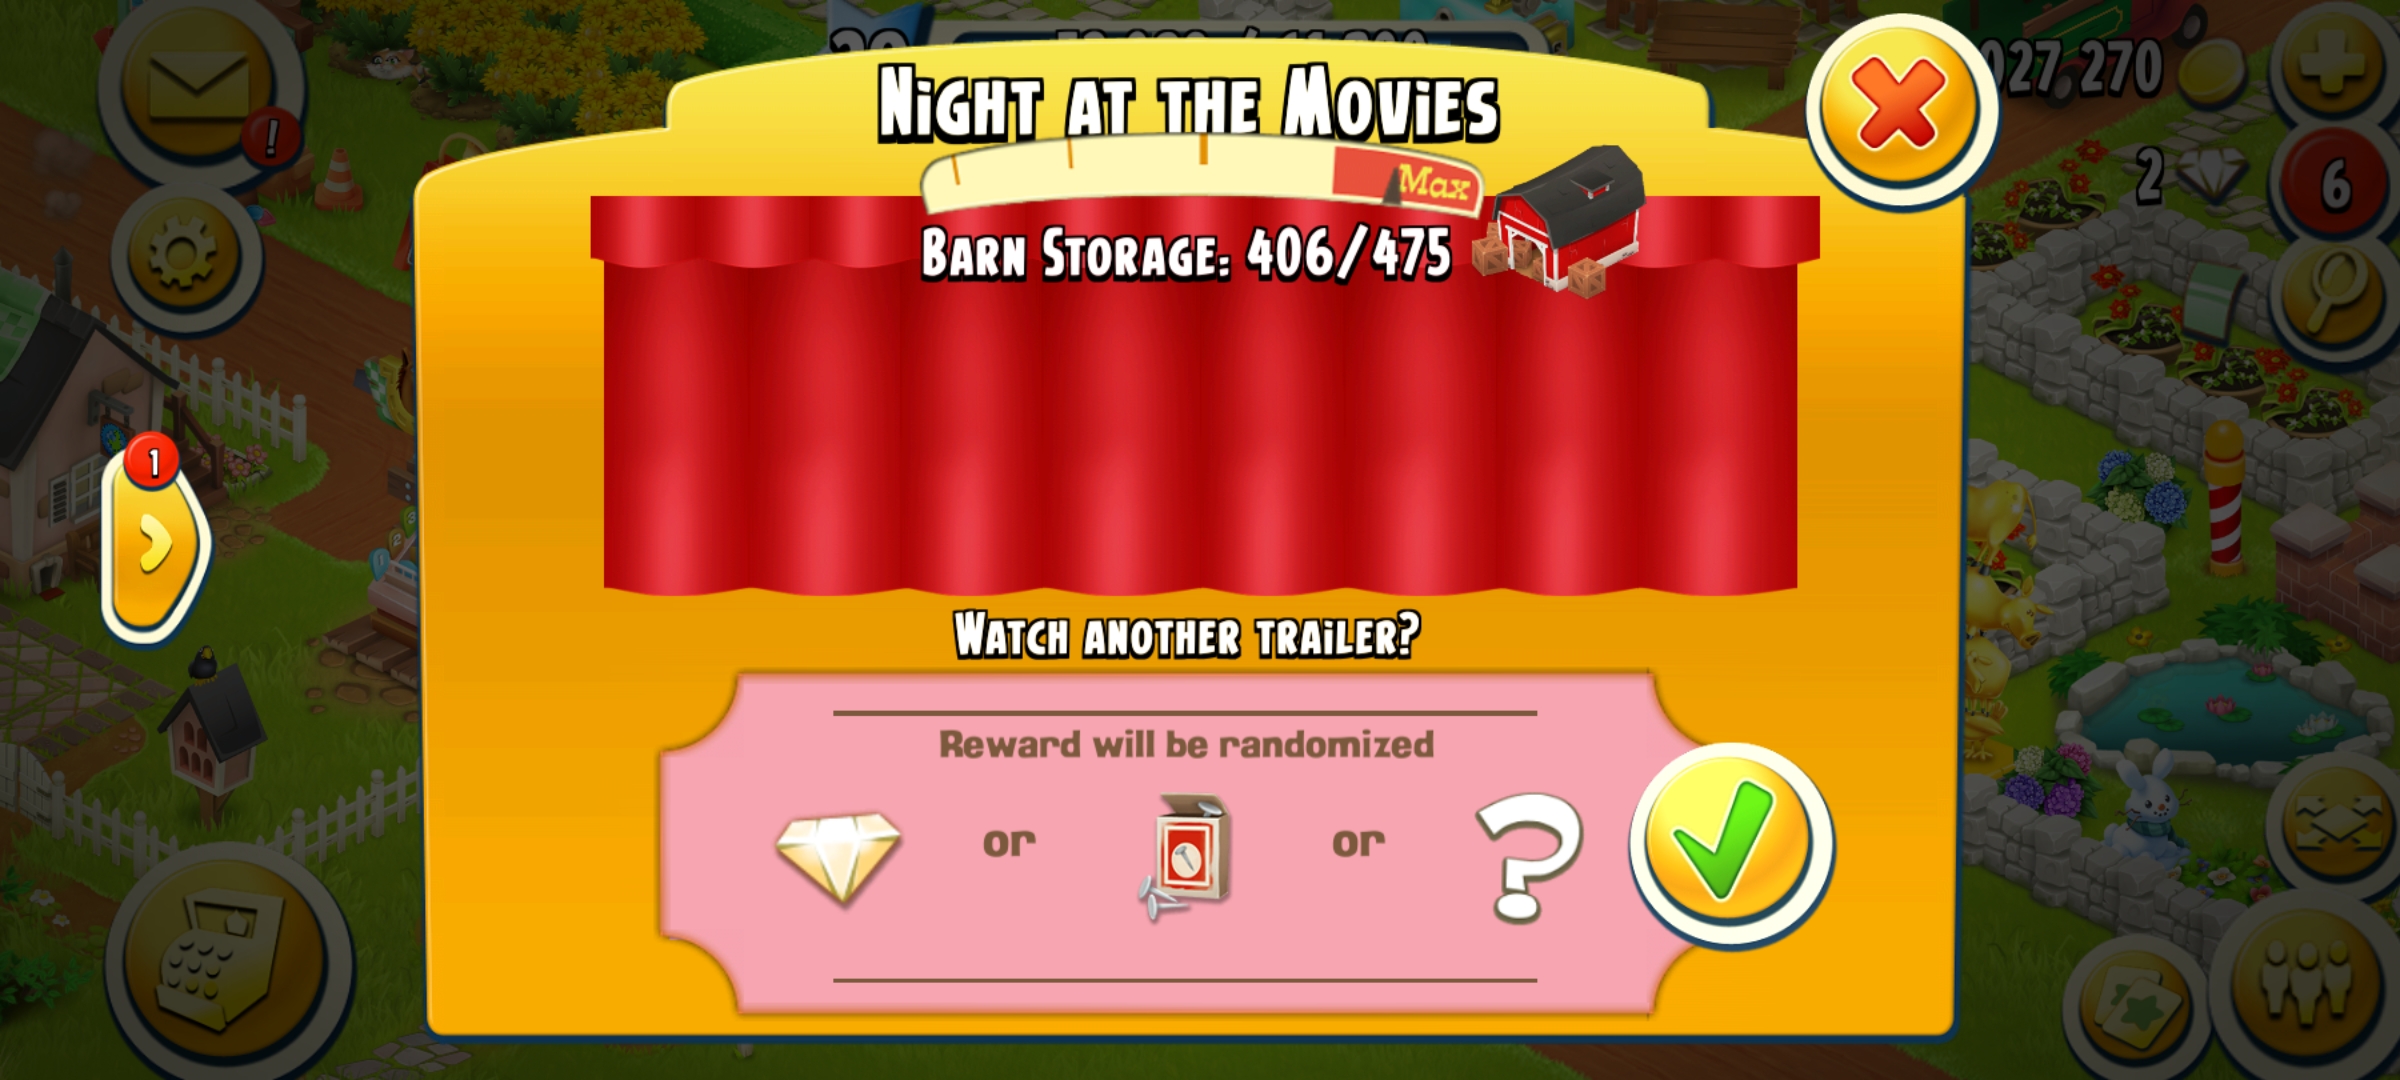 Night at the Movies
Max
Barn Storage: 406/475
027,270
2
6
!
1
Watch another trailer?
Reward will be randomized
or
or
?